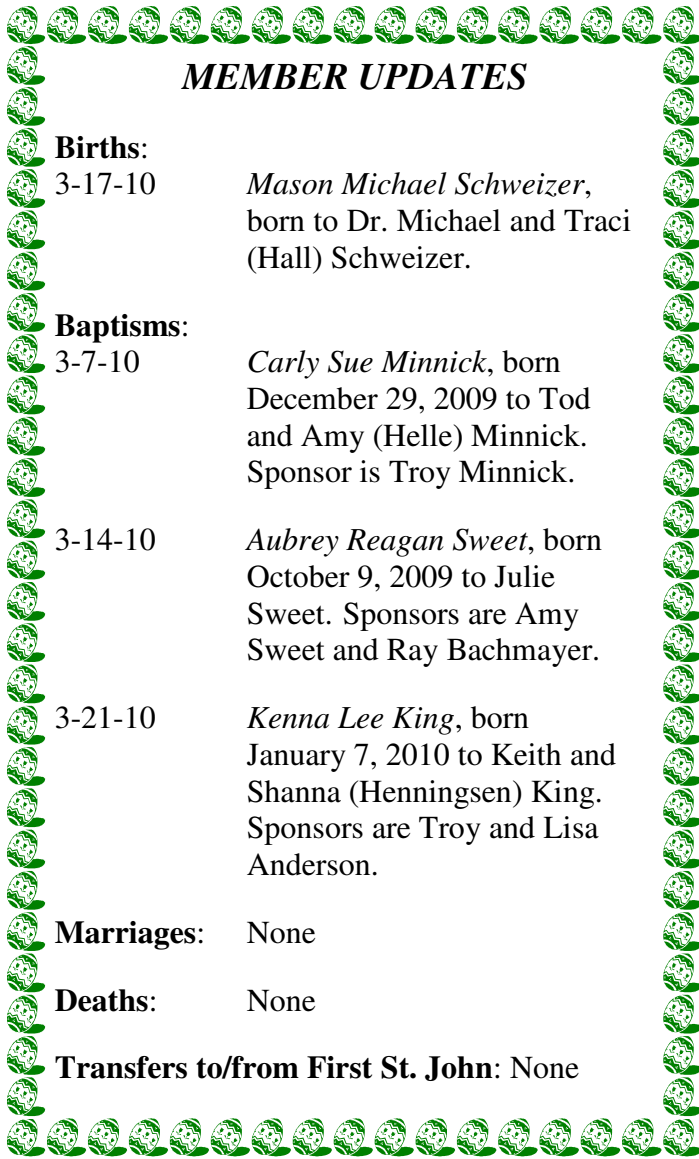 MEMBER UPDATES
Births:
3-17-10 Mason Michael Schweizer,
born to Dr. Michael and Traci
(Hall) Schweizer.
Baptisms:
3-7-10 Carly Sue Minnick, born
December 29, 2009 to Tod
and Amy (Helle) Minnick.
Sponsor is Troy Minnick.
3-14-10 Aubrey Reagan Sweet, born
October 9, 2009 to Julie
Sweet. Sponsors are Amy
Sweet and Ray Bachmayer.
3-21-10 Kenna Lee King, born
January 7, 2010 to Keith and
Shanna (Henningsen) King.
Sponsors are Troy and Lisa
Anderson.
Marriages: None
Deaths: None
Transfers to/from First St. John: None